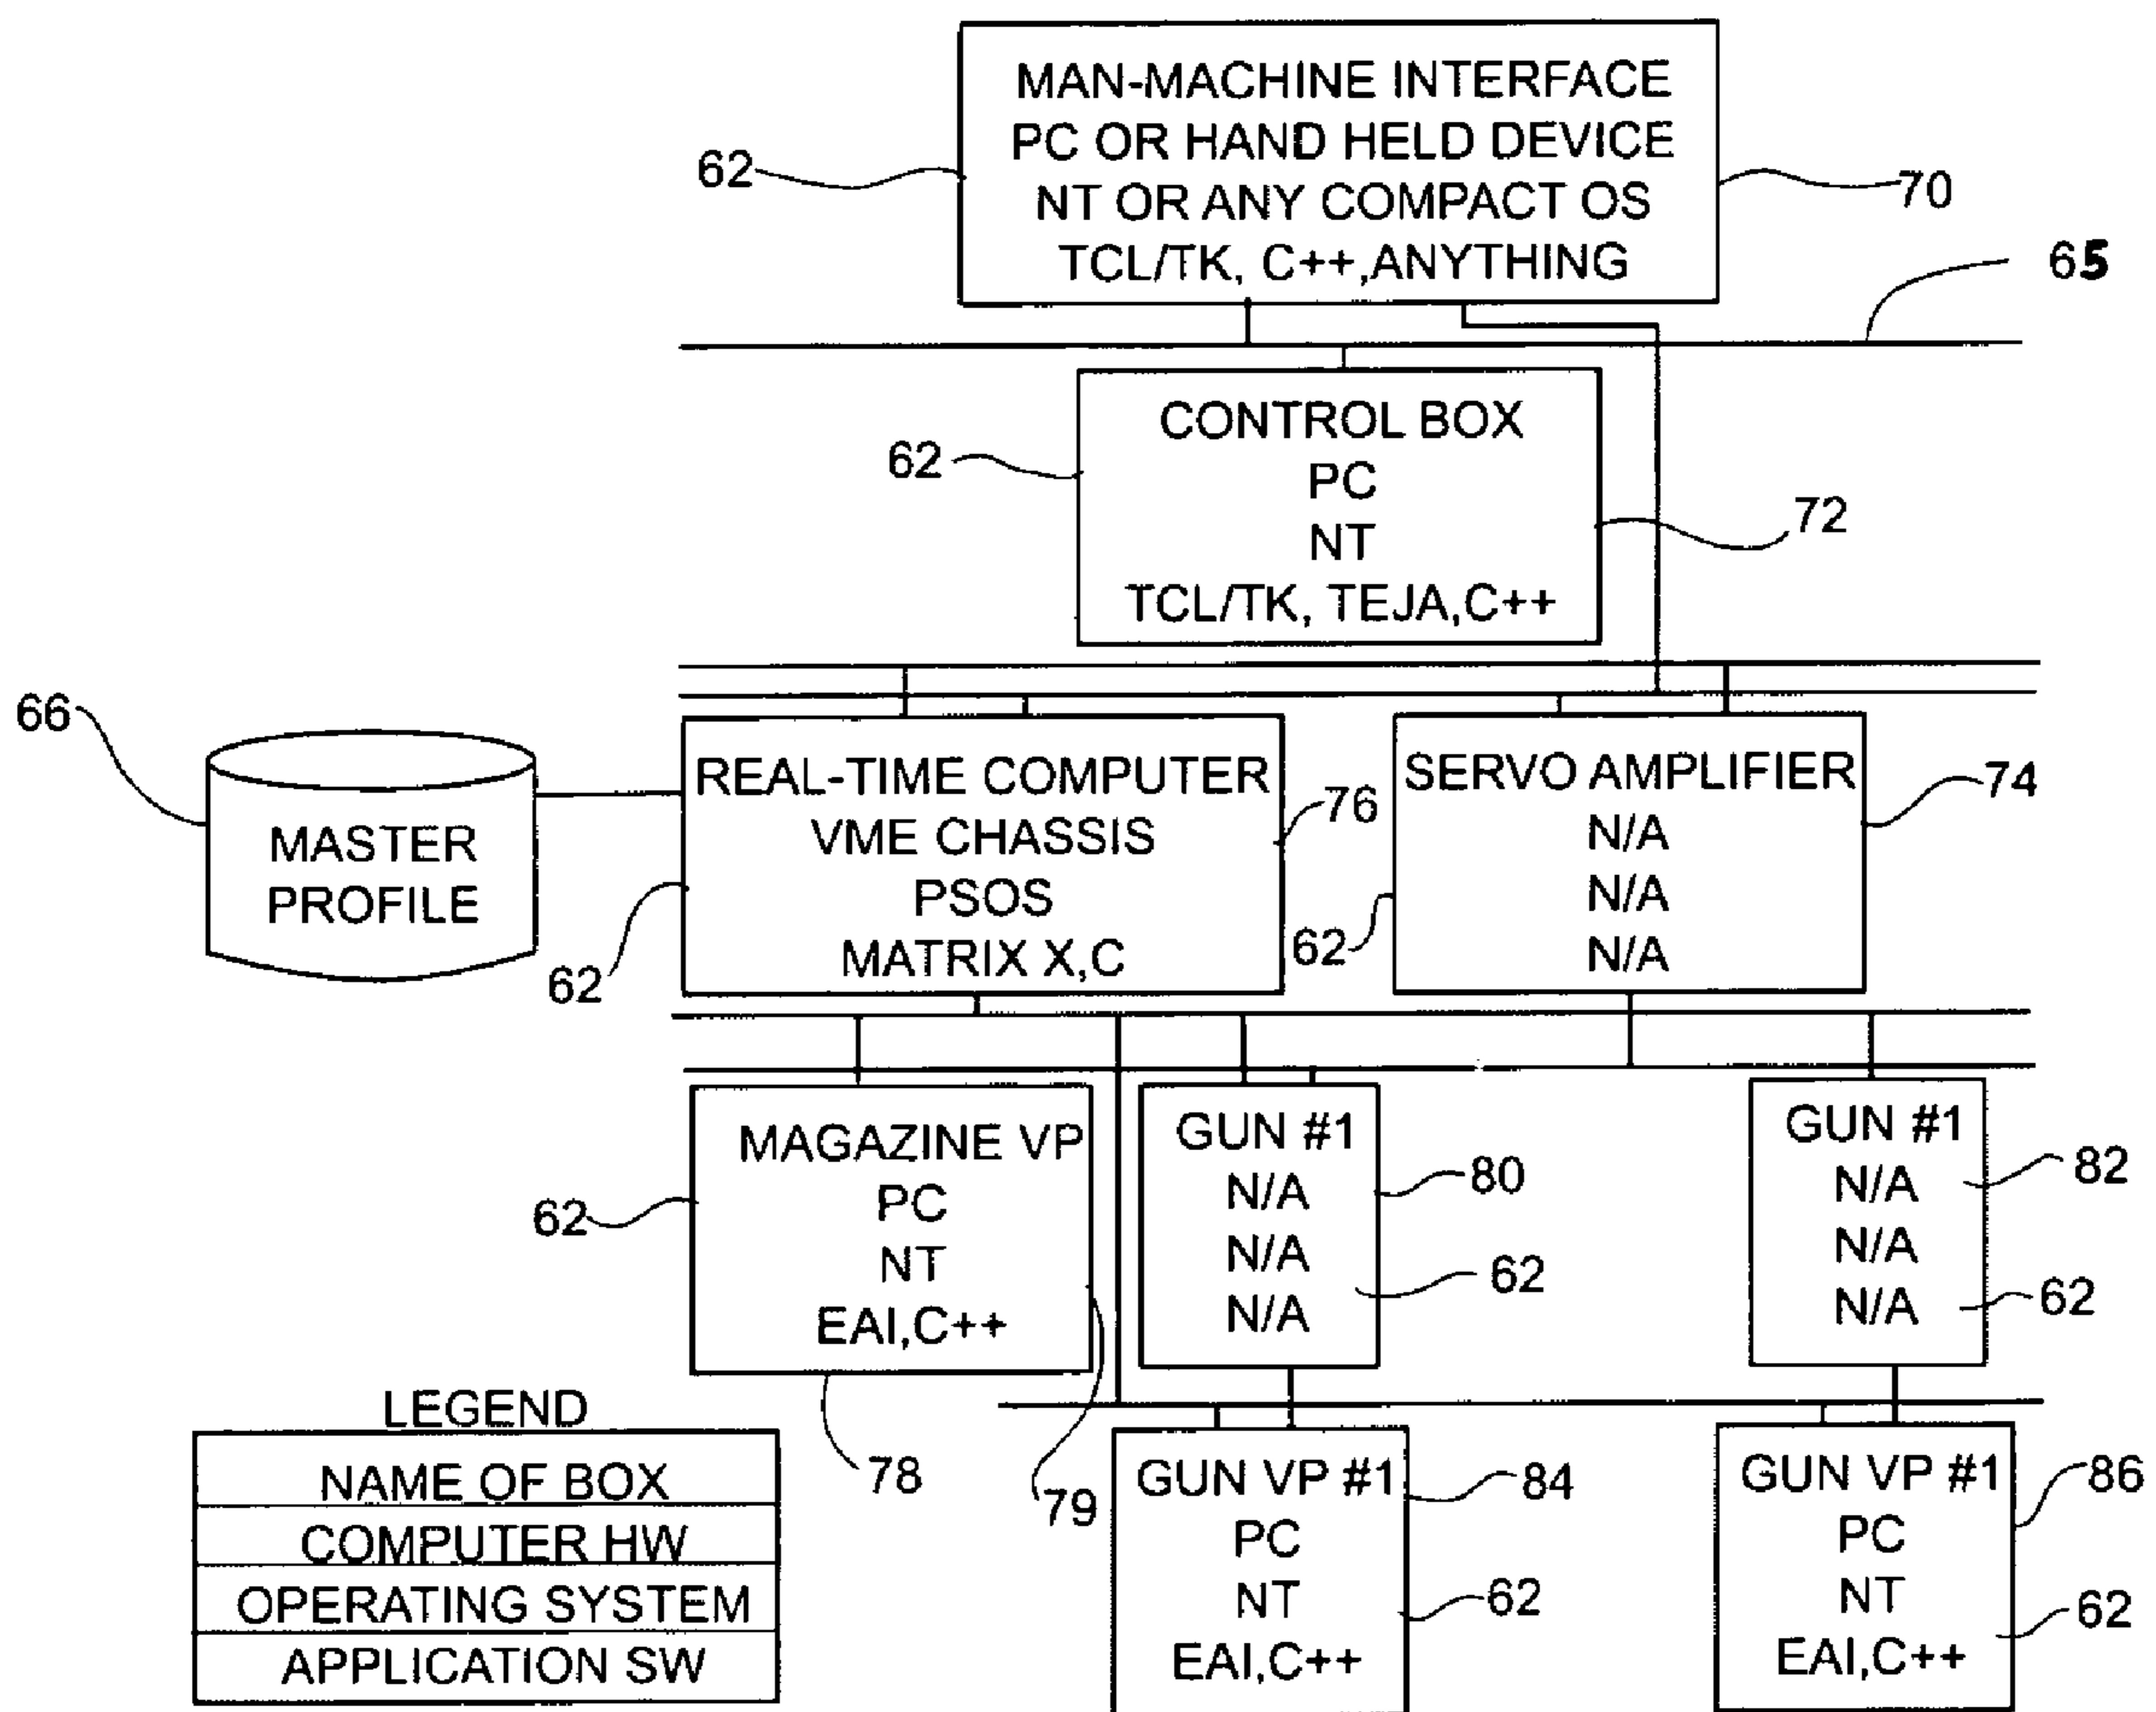 MAN-MACHINE INTERFACE
PC OR HAND HELD DEVICE
NT OR ANY COMPACT OS
TCL/TK, C++,ANYTHING
62
70
65
CONTROL BOX
PC
NT
TCL/TK, TEJA,C++
62
72
66
MASTER
PROFILE
REAL-TIME COMPUTER
VME CHASSIS
PSOS
MATRIX X,C
62
76
SERVO AMPLIFIER
N/A
N/A
N/A
62
74
MAGAZINE VP
PC
NT
EAI,C++
62
78
79
GUN #1
N/A
N/A
N/A
80
62
GUN #1
N/A
N/A
N/A
82
62
GUN VP #1
PC
NT
EAI,C++
84
62
GUN VP #1
PC
NT
EAI,C++
86
62
LEGEND
NAME OF BOX
COMPUTER HW
OPERATING SYSTEM
APPLICATION SW